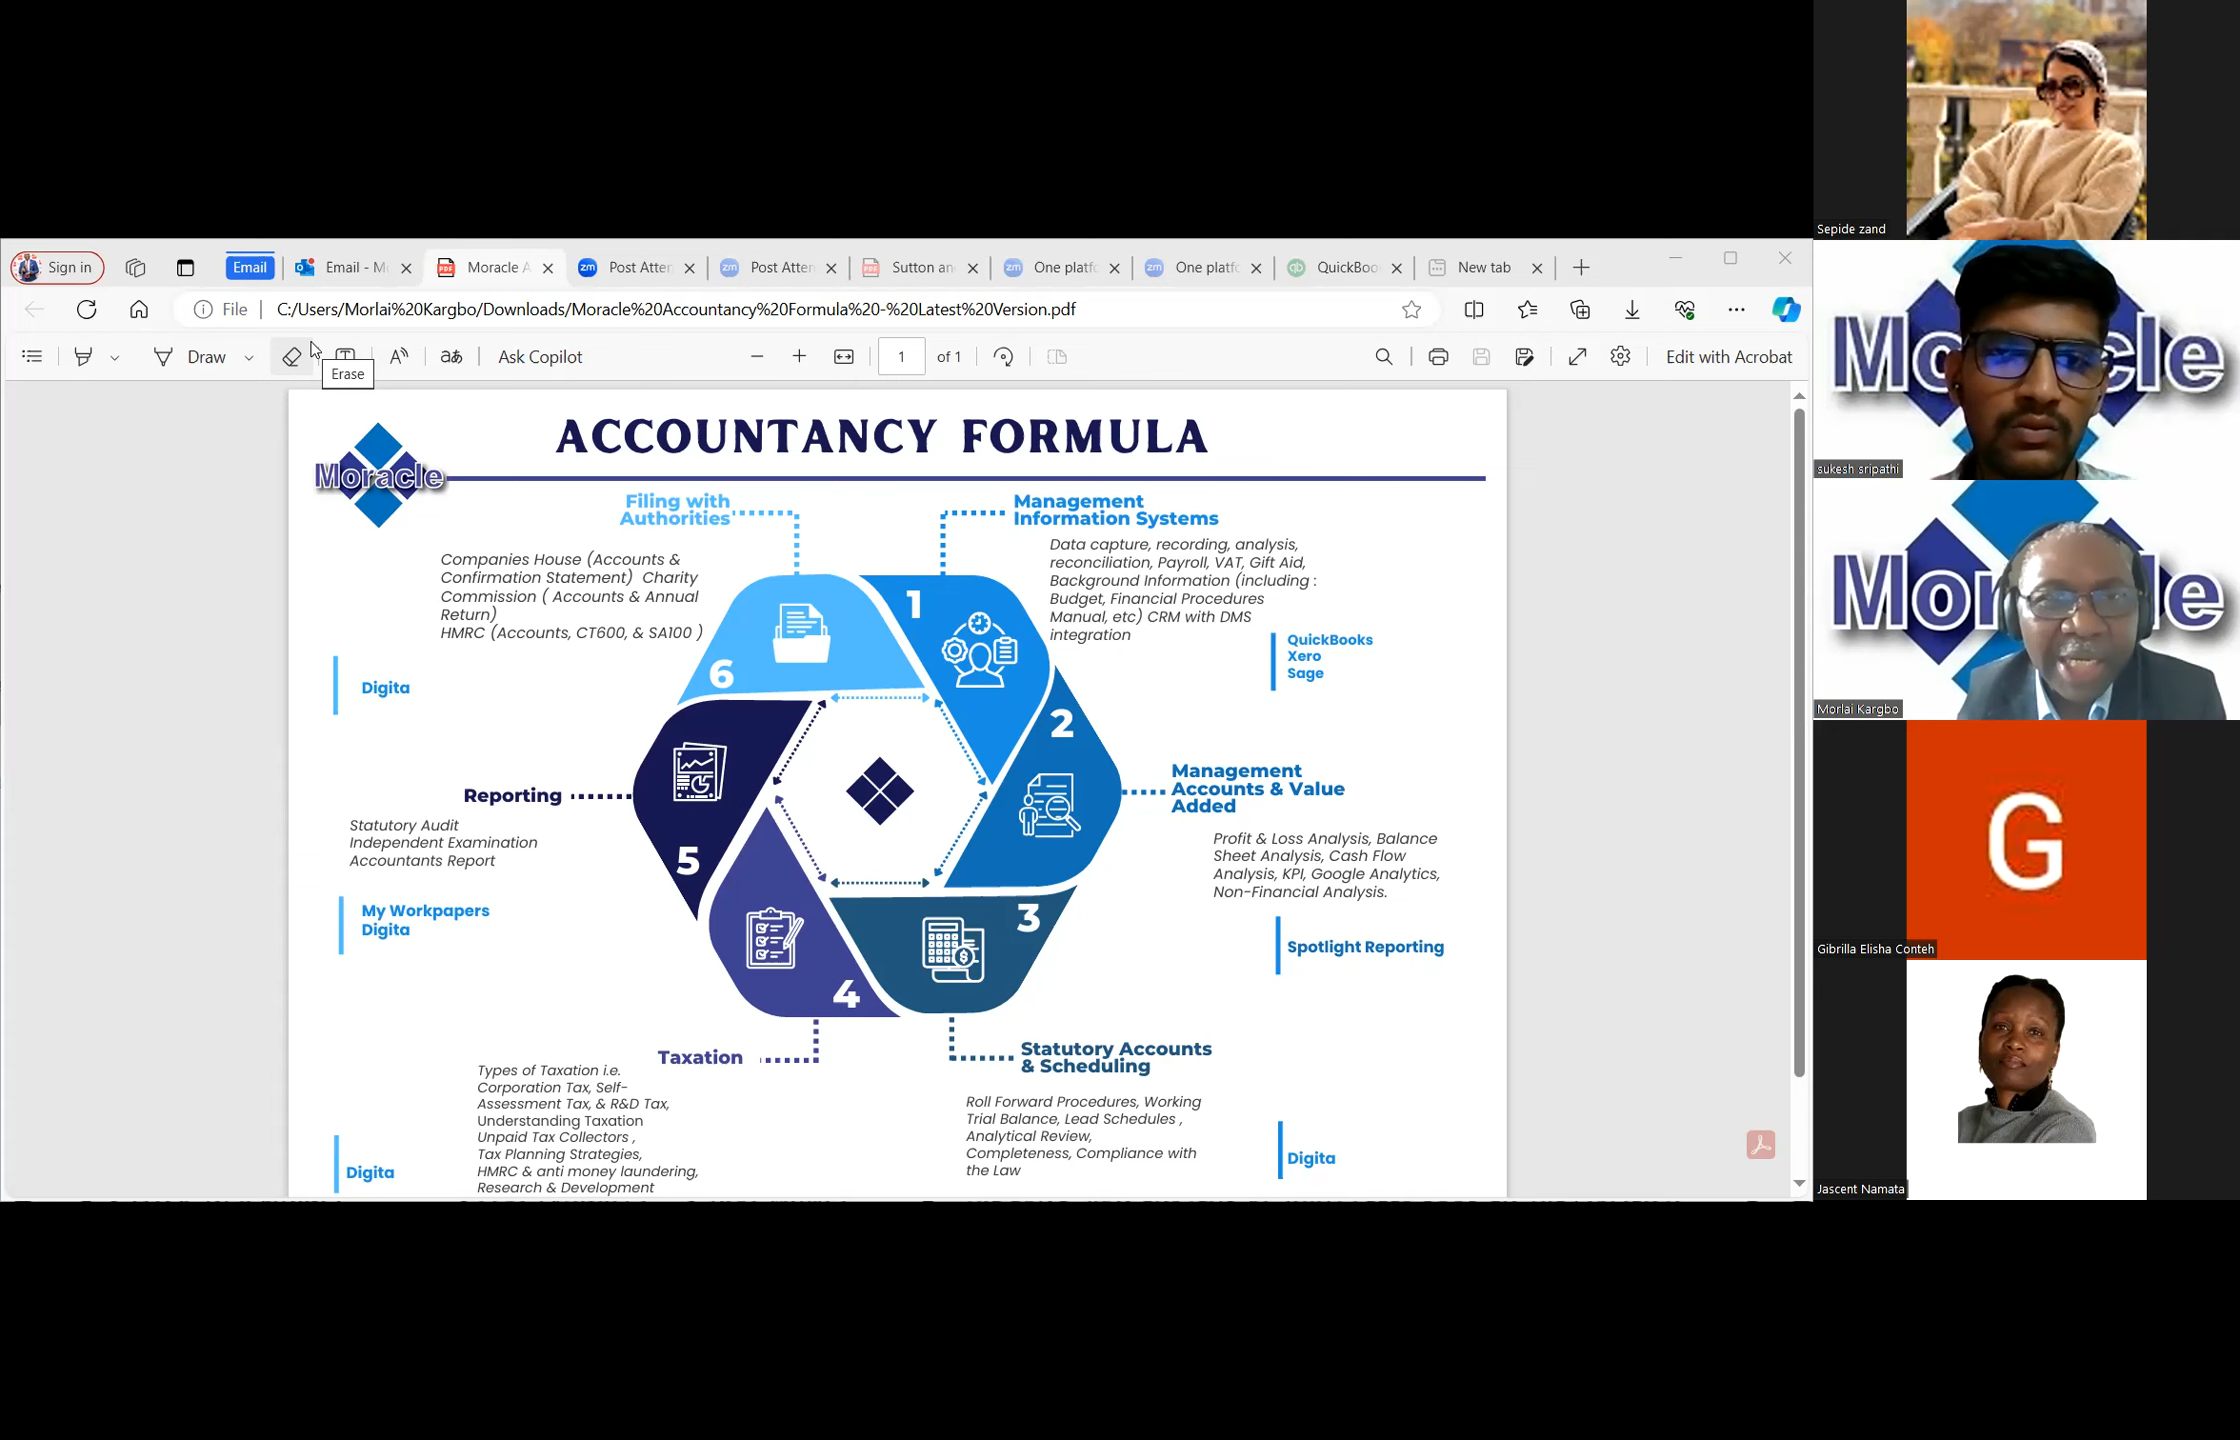 Sign in
Email
Email - M
Moracle A
zm
Post Atten
zm
Post Atten
Sutton an
zm
One platfo
zm
One platfo
qb
QuickBoo
New tab
File
C:/Users/Morlai%20Kargbo/Downloads/Moracle%20Accountancy%20Formula%20-%20Latest%20Version.pdf
Draw
Ask Copilot
1
of 1
Edit with Acrobat
Erase
ACCOUNTANCY FORMULA
Moracle
Filing with
Authorities
Companies House (Accounts &
Confirmation Statement) Charity
Commission ( Accounts & Annual
Return)
HMRC (Accounts, CT600, & SA100 )
Digita
Management
Information Systems
Data capture, recording, analysis,
reconciliation, Payroll, VAT, Gift Aid,
Background Information (including :
Budget, Financial Procedures
Manual, etc) CRM with DMS
integration
QuickBooks
Xero
Sage
1
6
2
Management
Accounts & Value
Added
Profit & Loss Analysis, Balance
Sheet Analysis, Cash Flow
Analysis, KPI, Google Analytics,
Non-Financial Analysis.
Spotlight Reporting
Reporting
Statutory Audit
Independent Examination
Accountants Report
My Workpapers
Digita
5
3
4
Taxation
Types of Taxation i.e.
Corporation Tax, Self-
Assessment Tax, & R&D Tax,
Understanding Taxation
Unpaid Tax Collectors ,
Tax Planning Strategies,
HMRC & anti money laundering,
Research & Development
Digita
Statutory Accounts
& Scheduling
Roll Forward Procedures, Working
Trial Balance, Lead Schedules ,
Analytical Review,
Completeness, Compliance with
the Law
Digita
Sepide zand
sukesh sripathi
Morlai Kargbo
G
Gibrilla Elisha Conteh
Jascent Namata